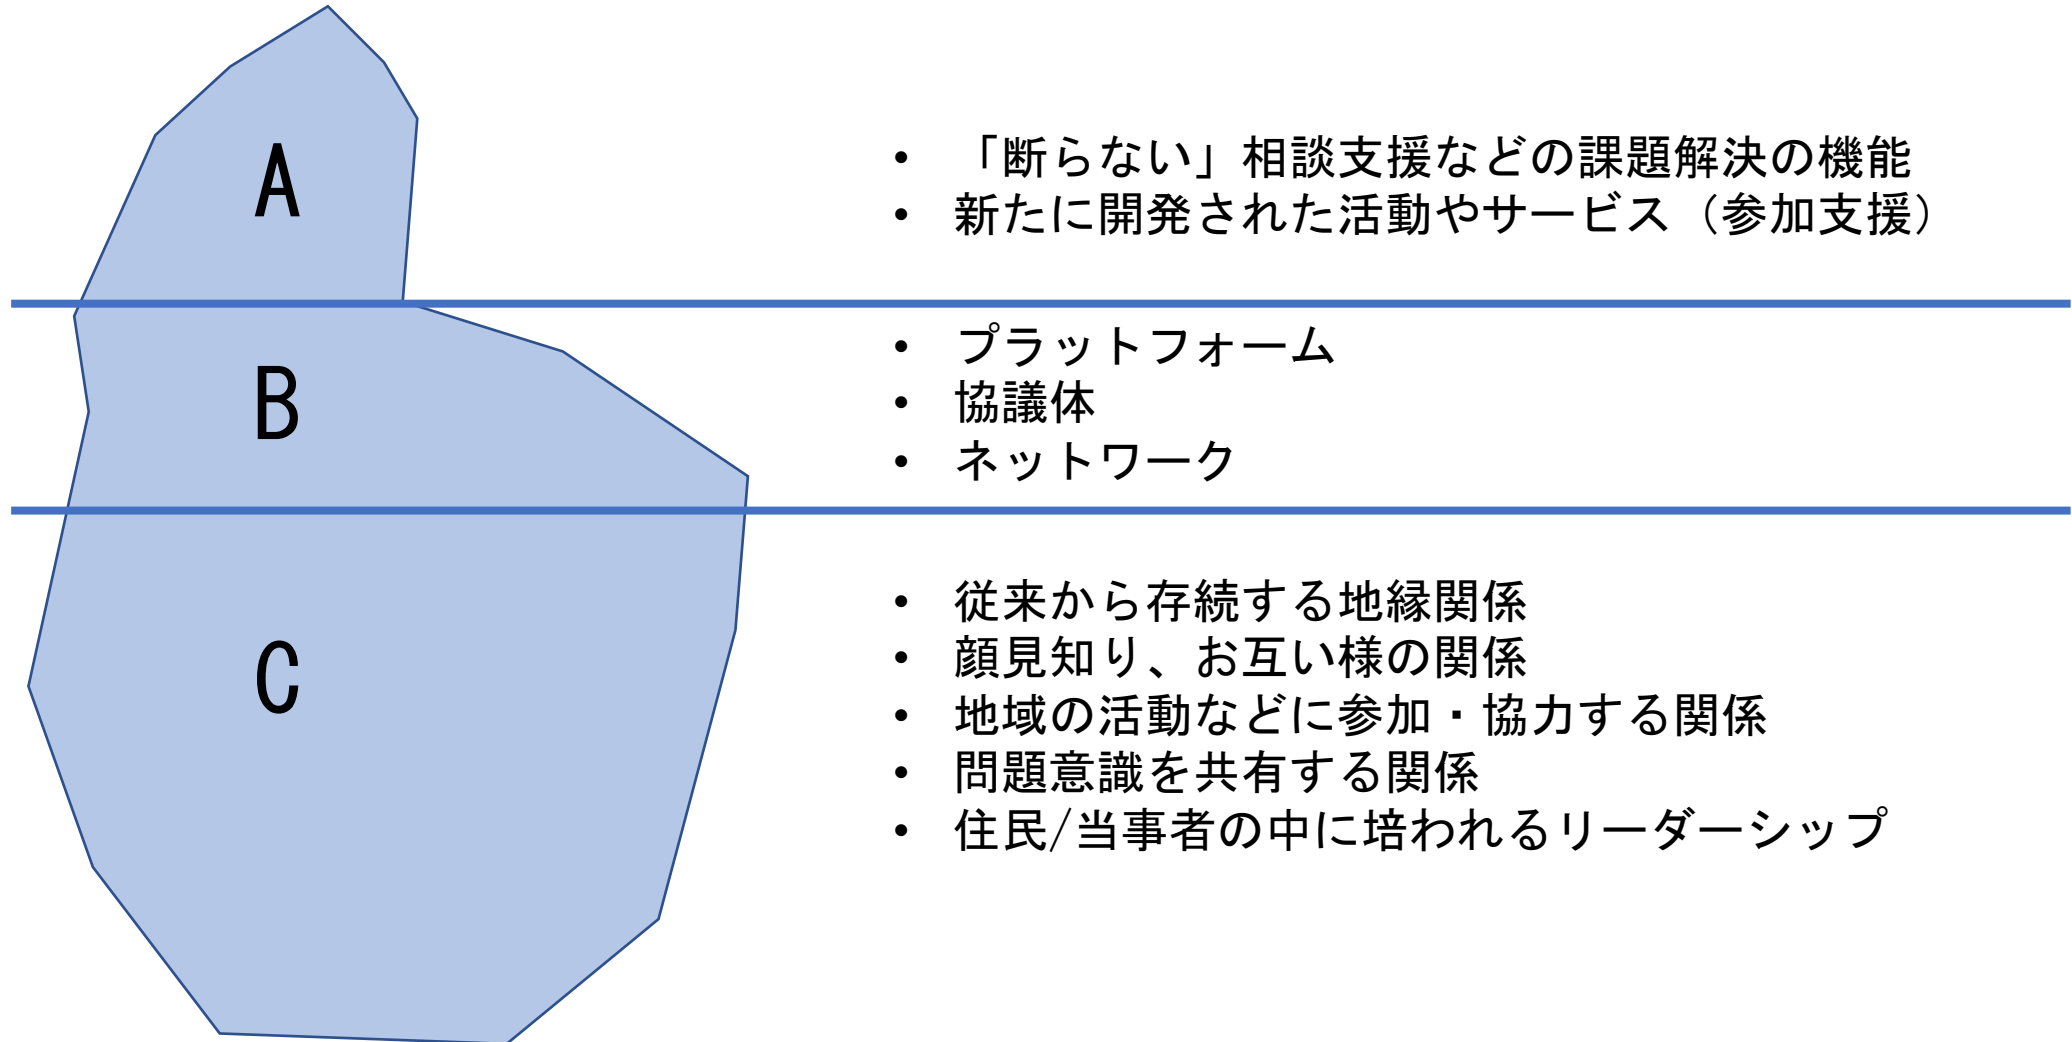 A
• 「断らない」相談支援などの課題解決の機能
• 新たに開発された活動やサービス（参加支援）
B
• プラットフォーム
• 協議体
• ネットワーク
C
• 従来から存続する地縁関係
• 顔見知り、お互い様の関係
• 地域の活動などに参加・協力する関係
• 問題意識を共有する関係
• 住民/当事者の中に培われるリーダーシップ